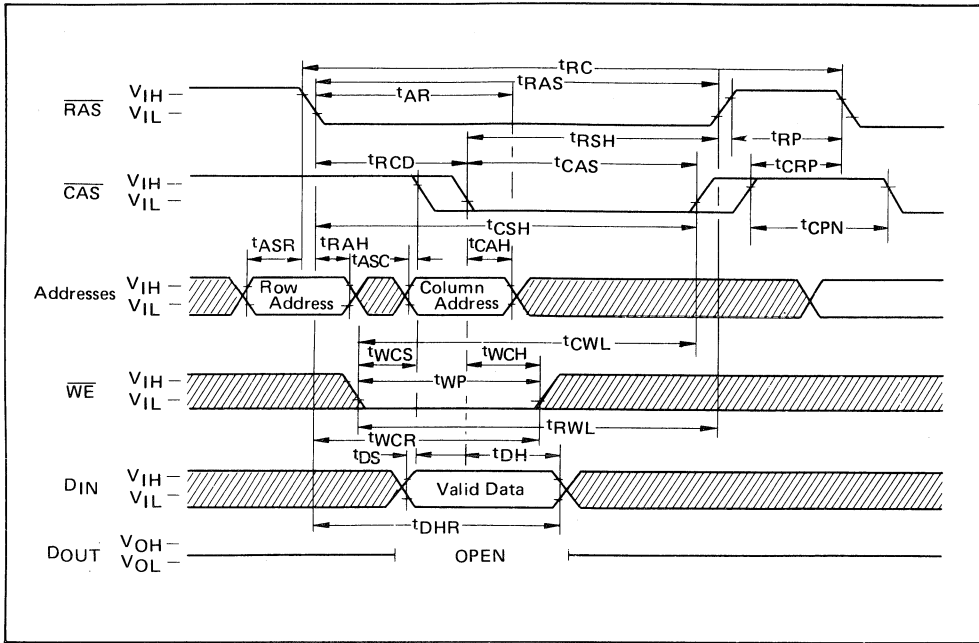 tRC
tRAS
tAR
RAS
VIH
VIL
tRSH
tRP
tRCD
tCAS
tCRP
CAS
VIH
VIL
tCSH
tCPN
tASR
tRAH
tASC
tCAH
Addresses
VIH
VIL
Row Address
Column Address
tCWL
tWCS
tWCH
WE
VIH
VIL
tWP
tRWL
tWCR
tDS
tDH
DIN
VIH
VIL
Valid Data
tDHR
DOUT
VOH
VOL
OPEN